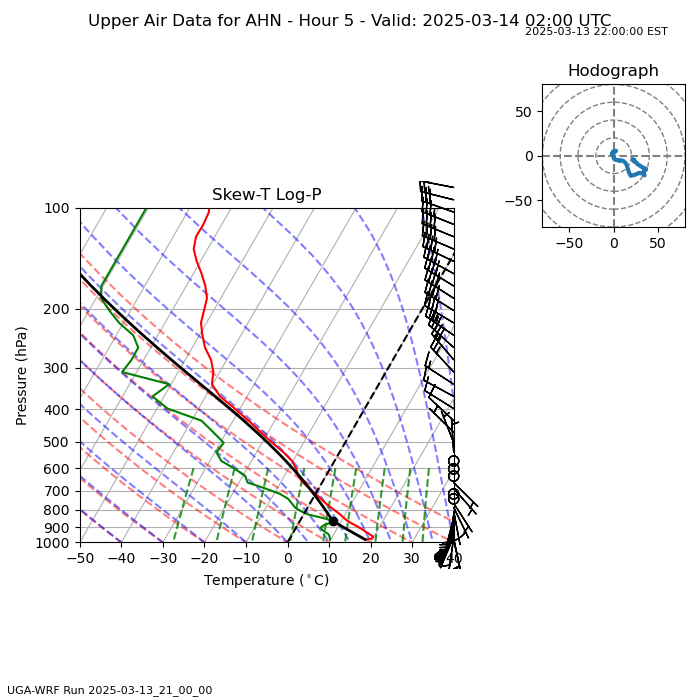 Upper Air Data for AHN - Hour 5 - Valid: 2025-03-14 02:00 UTC
2025-03-13 22:00:00 EST
Hodograph
50
0
−50
−50 0 50
Skew-T Log-P
Pressure (hPa)
100
200
300
400
500
600
700
800
900
1000
−50 −40 −30 −20 −10 0 10 20 30 40
Temperature (°C)
UGA-WRF Run 2025-03-13_21_00_00